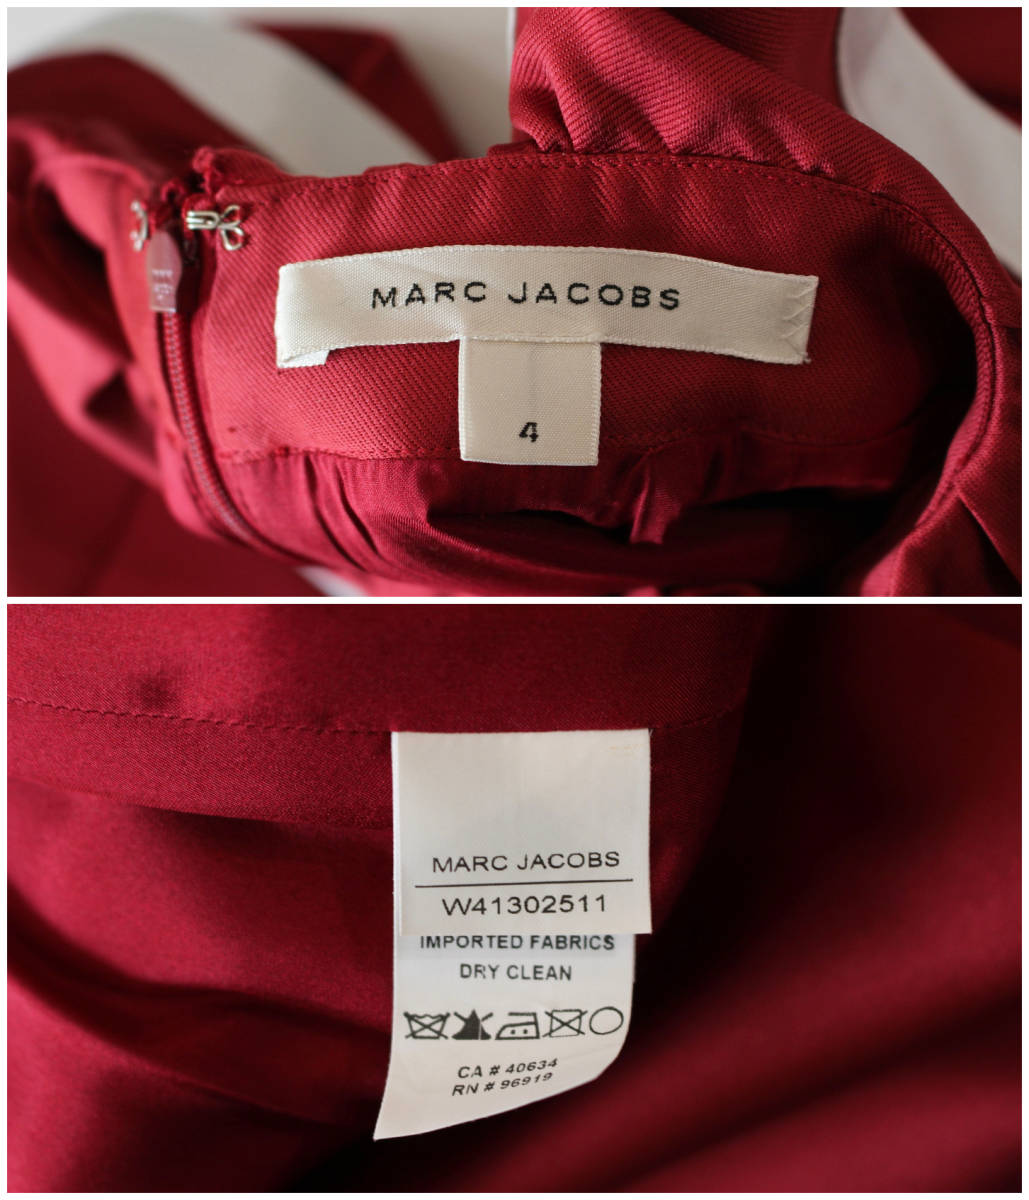 MARC JACOBS
4
MARC JACOBS
W41302511
IMPORTED FABRICS
DRY CLEAN
CA # 40634
RN # 96919